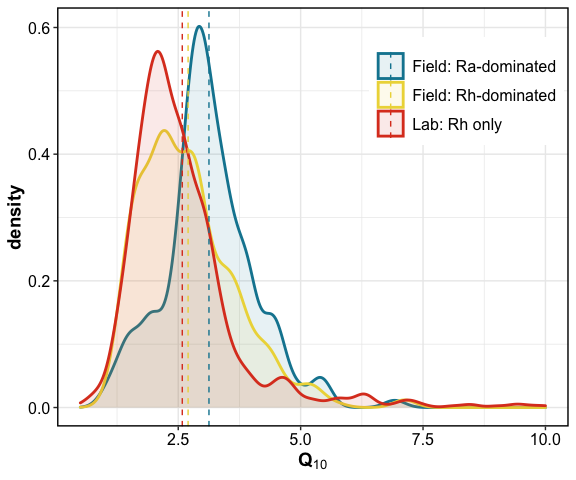 0.6
0.4
0.2
0.0
density
2.5
5.0
7.5
10.0
Q₁₀
Field: Ra-dominated
Field: Rh-dominated
Lab: Rh only